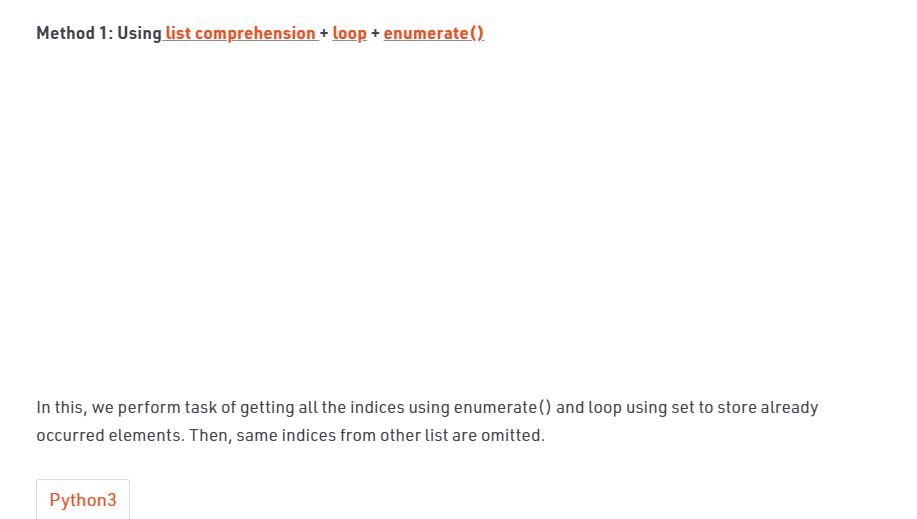 Method 1: Using list comprehension + loop + enumerate()
In this, we perform task of getting all the indices using enumerate() and loop using set to store already
occurred elements. Then, same indices from other list are omitted.
Python3